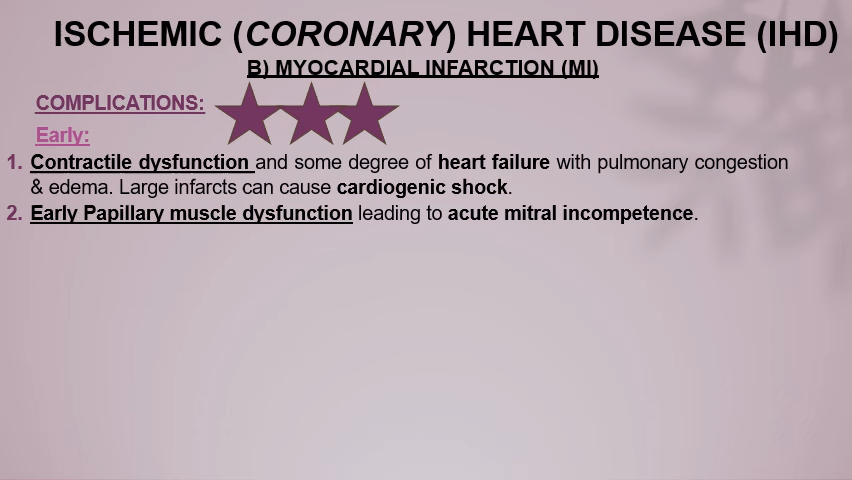 ISCHEMIC (CORONARY) HEART DISEASE (IHD)
B) MYOCARDIAL INFARCTION (MI)
COMPLICATIONS:
Early:
1. Contractile dysfunction and some degree of heart failure with pulmonary congestion
& edema. Large infarcts can cause cardiogenic shock.
2. Early Papillary muscle dysfunction leading to acute mitral incompetence.